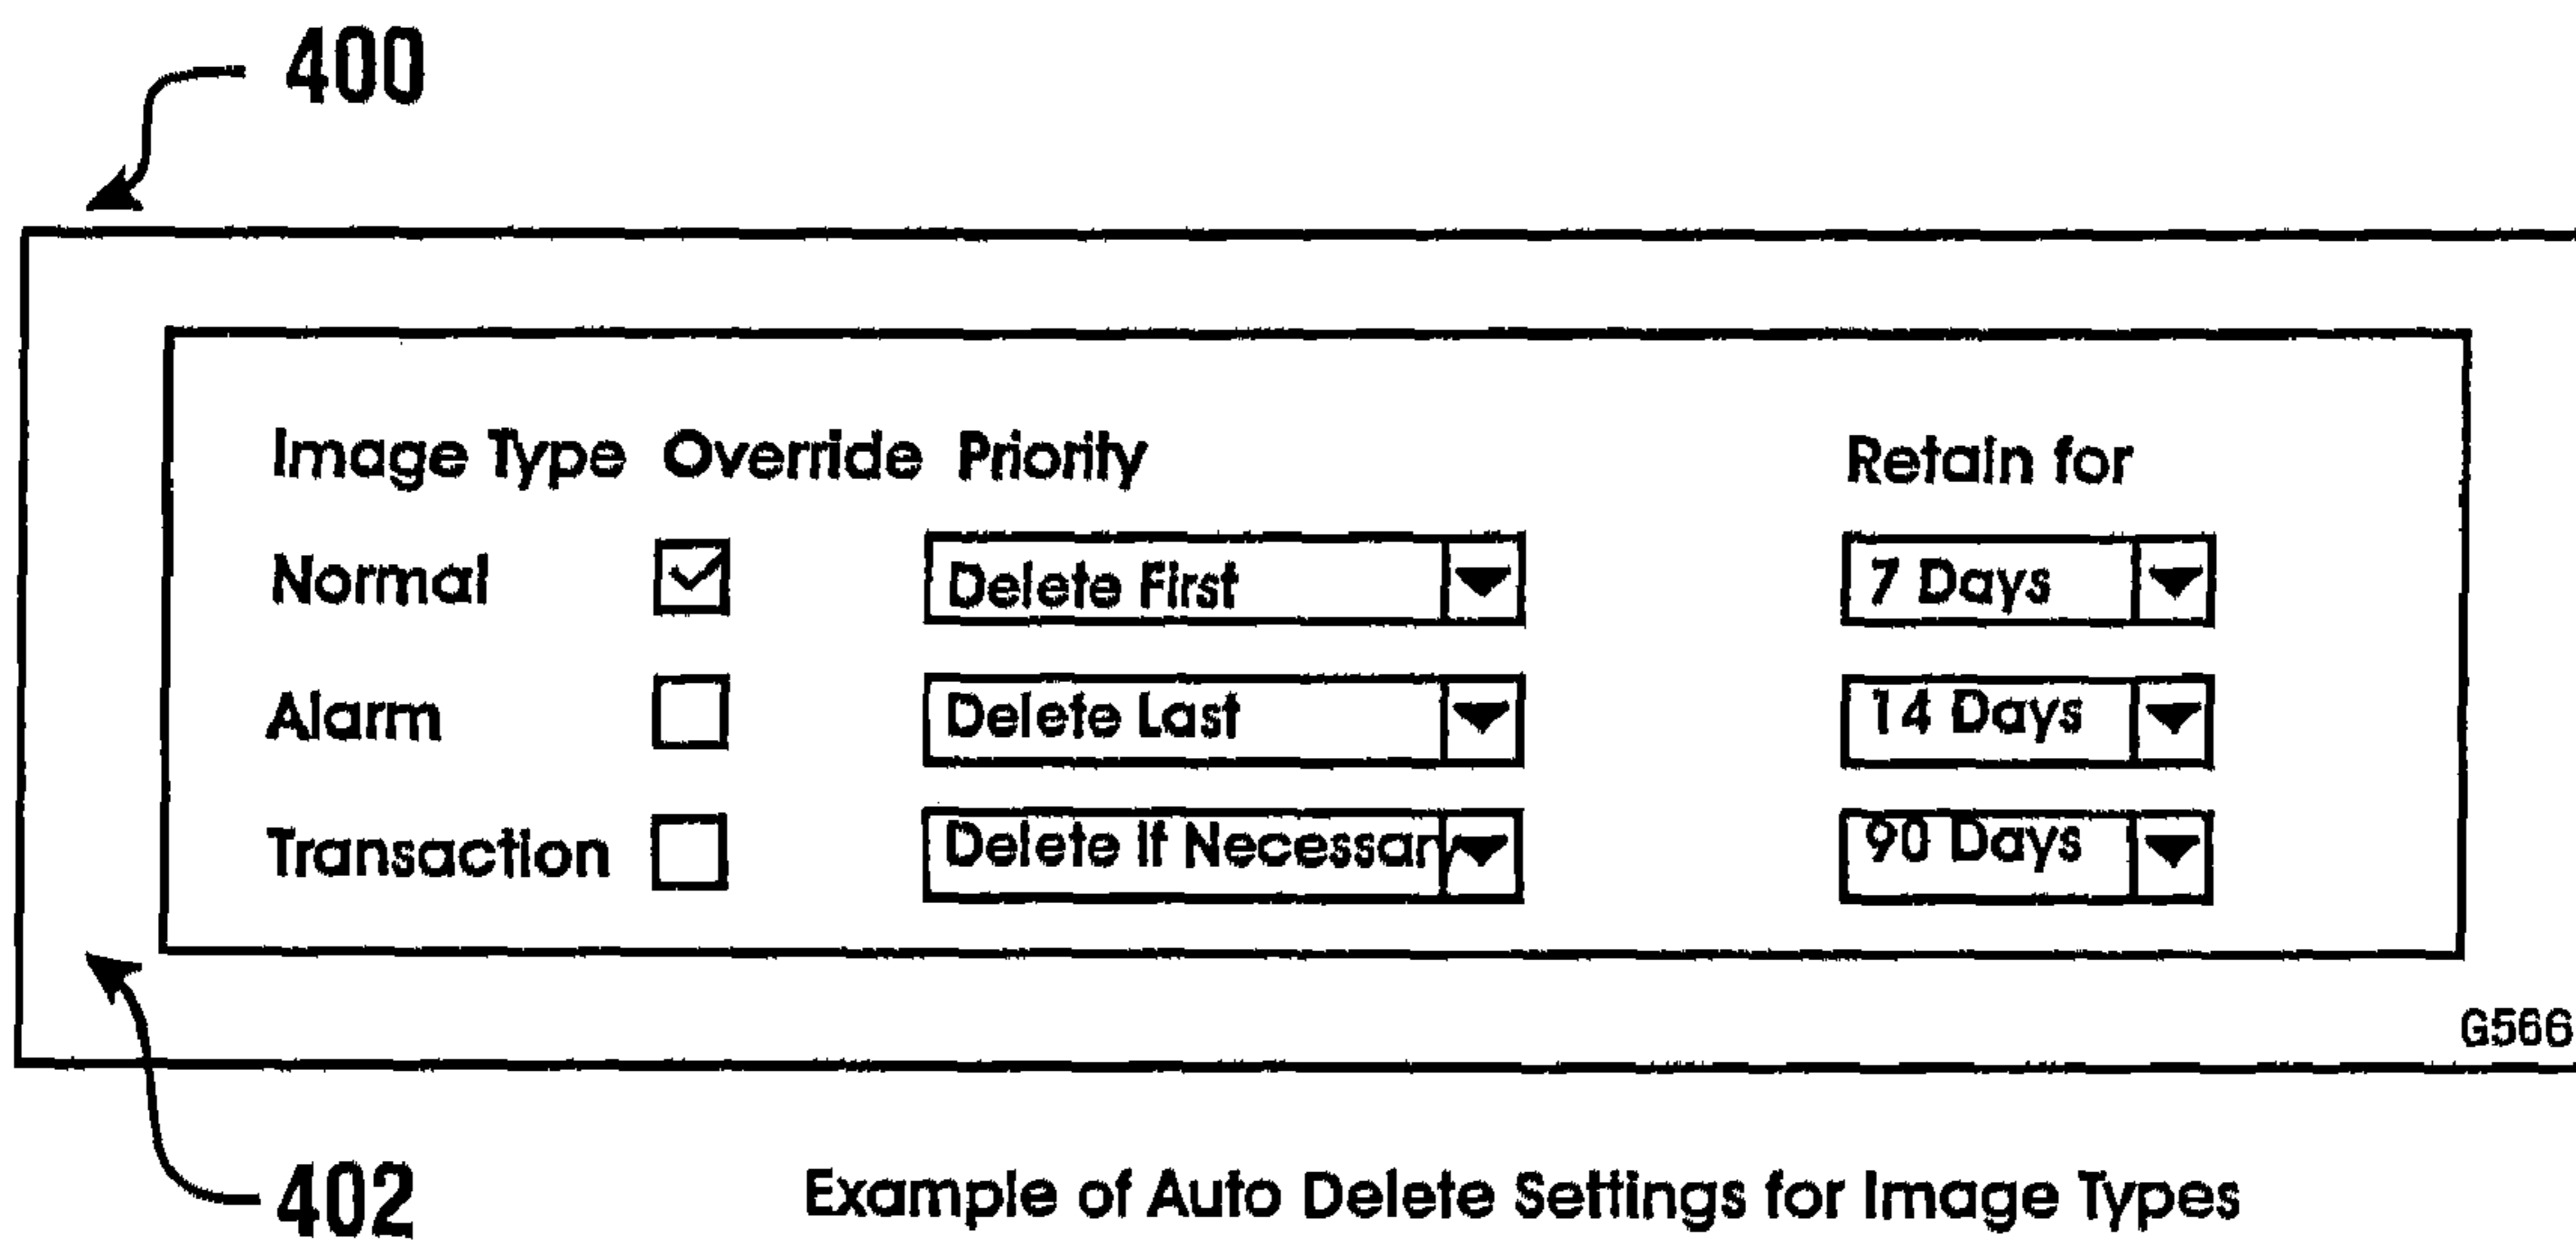 400
Image Type Override Priority Retain for
Normal Delete First 7 Days
Alarm Delete Last 14 Days
Transaction Delete If Necessary 90 Days
G566
402
Example of Auto Delete Settings for Image Types